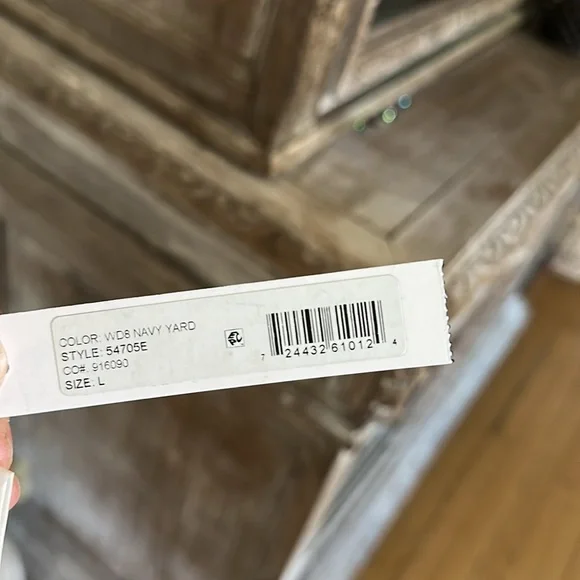 COLOR: WD8 NAVY YARD
STYLE: 54705E
CO#: 916090
SIZE: L
7 24432 61012 4